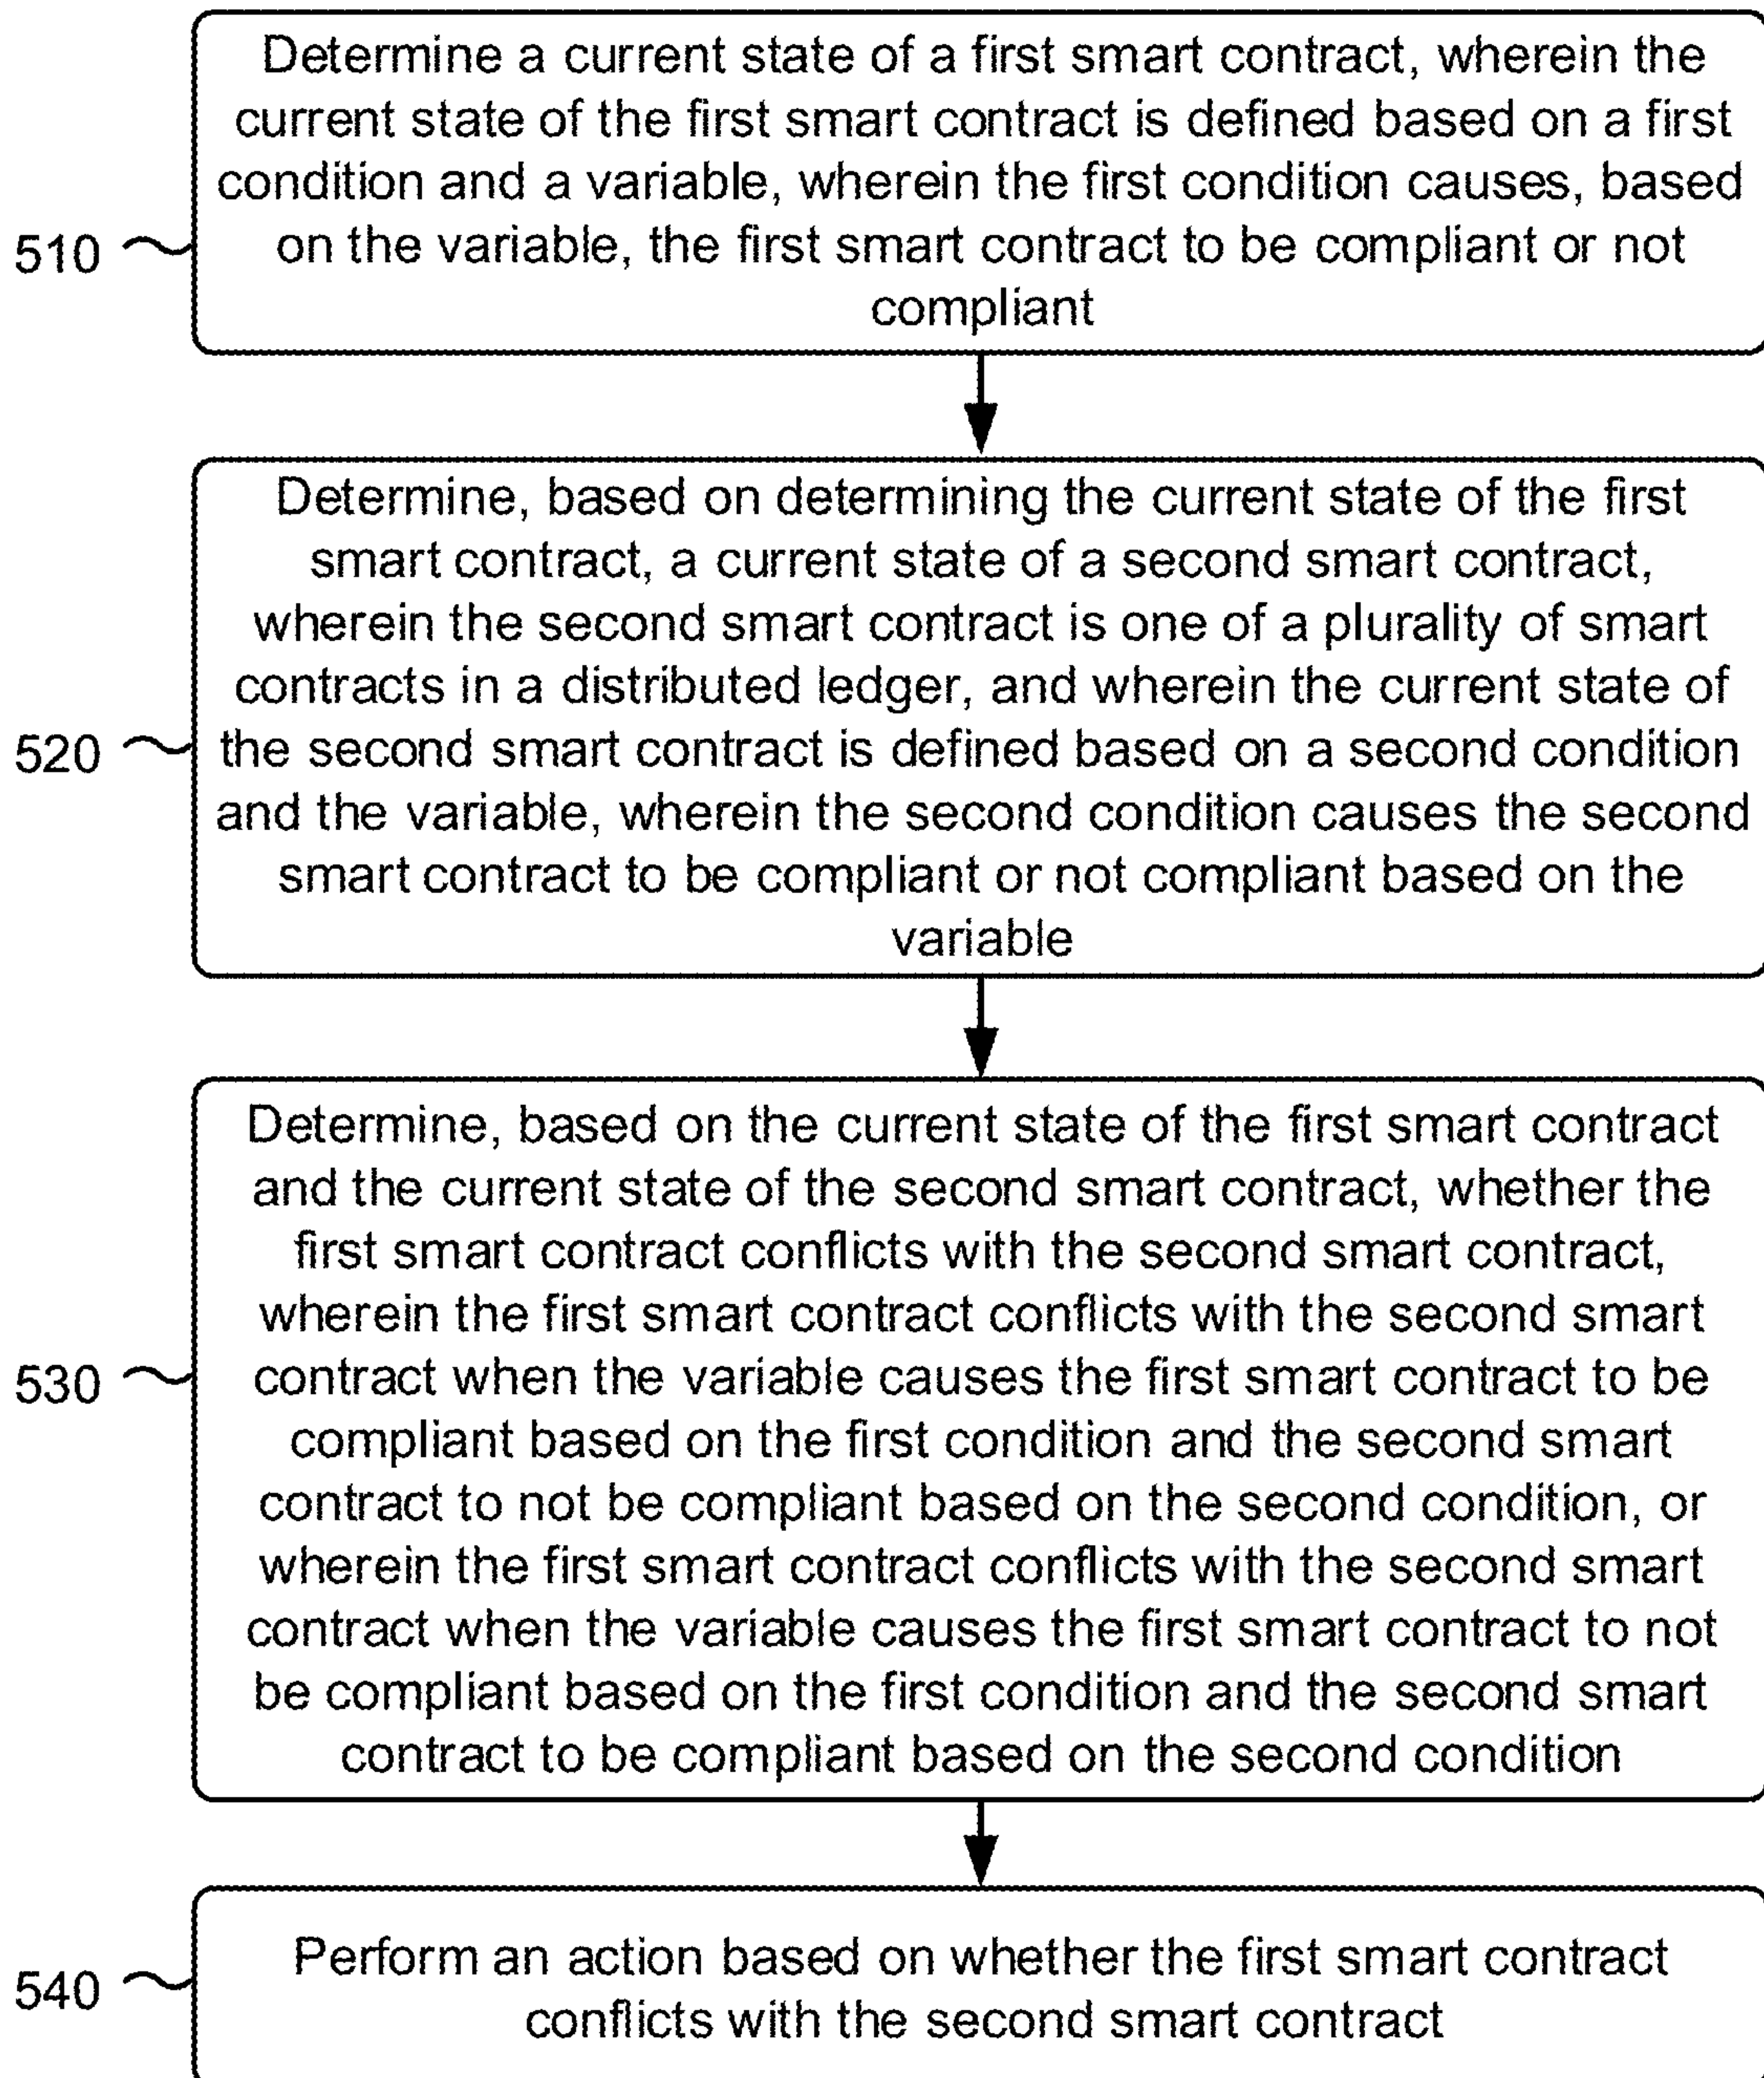 Determine a current state of a first smart contract, wherein the
current state of the first smart contract is defined based on a first
condition and a variable, wherein the first condition causes, based
on the variable, the first smart contract to be compliant or not
compliant
510
Determine, based on determining the current state of the first
smart contract, a current state of a second smart contract,
wherein the second smart contract is one of a plurality of smart
contracts in a distributed ledger, and wherein the current state of
the second smart contract is defined based on a second condition
and the variable, wherein the second condition causes the second
smart contract to be compliant or not compliant based on the
variable
520
Determine, based on the current state of the first smart contract
and the current state of the second smart contract, whether the
first smart contract conflicts with the second smart contract,
wherein the first smart contract conflicts with the second smart
contract when the variable causes the first smart contract to be
compliant based on the first condition and the second smart
contract to not be compliant based on the second condition, or
wherein the first smart contract conflicts with the second smart
contract when the variable causes the first smart contract to not
be compliant based on the first condition and the second smart
contract to be compliant based on the second condition
530
Perform an action based on whether the first smart contract
conflicts with the second smart contract
540